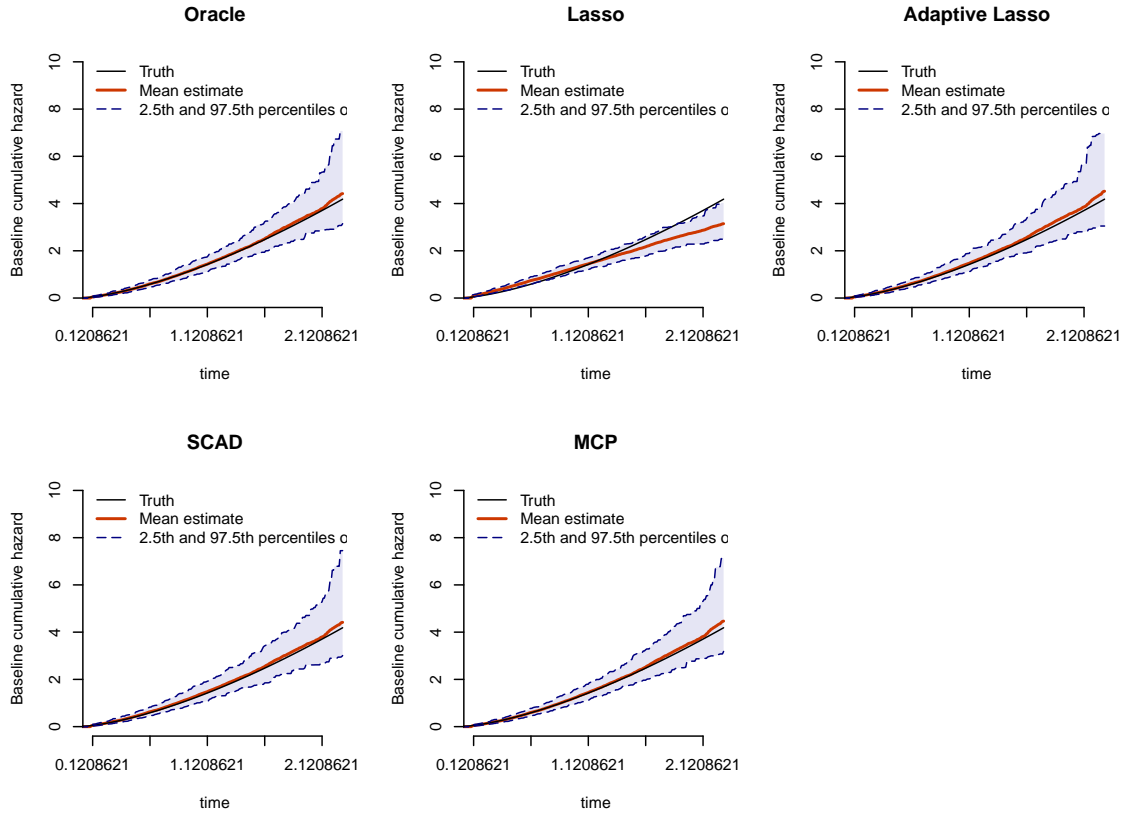 Oracle
Baseline cumulative hazard
0
2
4
6
8
10
Truth
Mean estimate
2.5th and 97.5th percentiles o
0.1208621
1.1208621
2.1208621
time
Lasso
Baseline cumulative hazard
0
2
4
6
8
10
Truth
Mean estimate
2.5th and 97.5th percentiles o
0.1208621
1.1208621
2.1208621
time
Adaptive Lasso
Baseline cumulative hazard
0
2
4
6
8
10
Truth
Mean estimate
2.5th and 97.5th percentiles o
0.1208621
1.1208621
2.1208621
time
SCAD
Baseline cumulative hazard
0
2
4
6
8
10
Truth
Mean estimate
2.5th and 97.5th percentiles o
0.1208621
1.1208621
2.1208621
time
MCP
Baseline cumulative hazard
0
2
4
6
8
10
Truth
Mean estimate
2.5th and 97.5th percentiles o
0.1208621
1.1208621
2.1208621
time